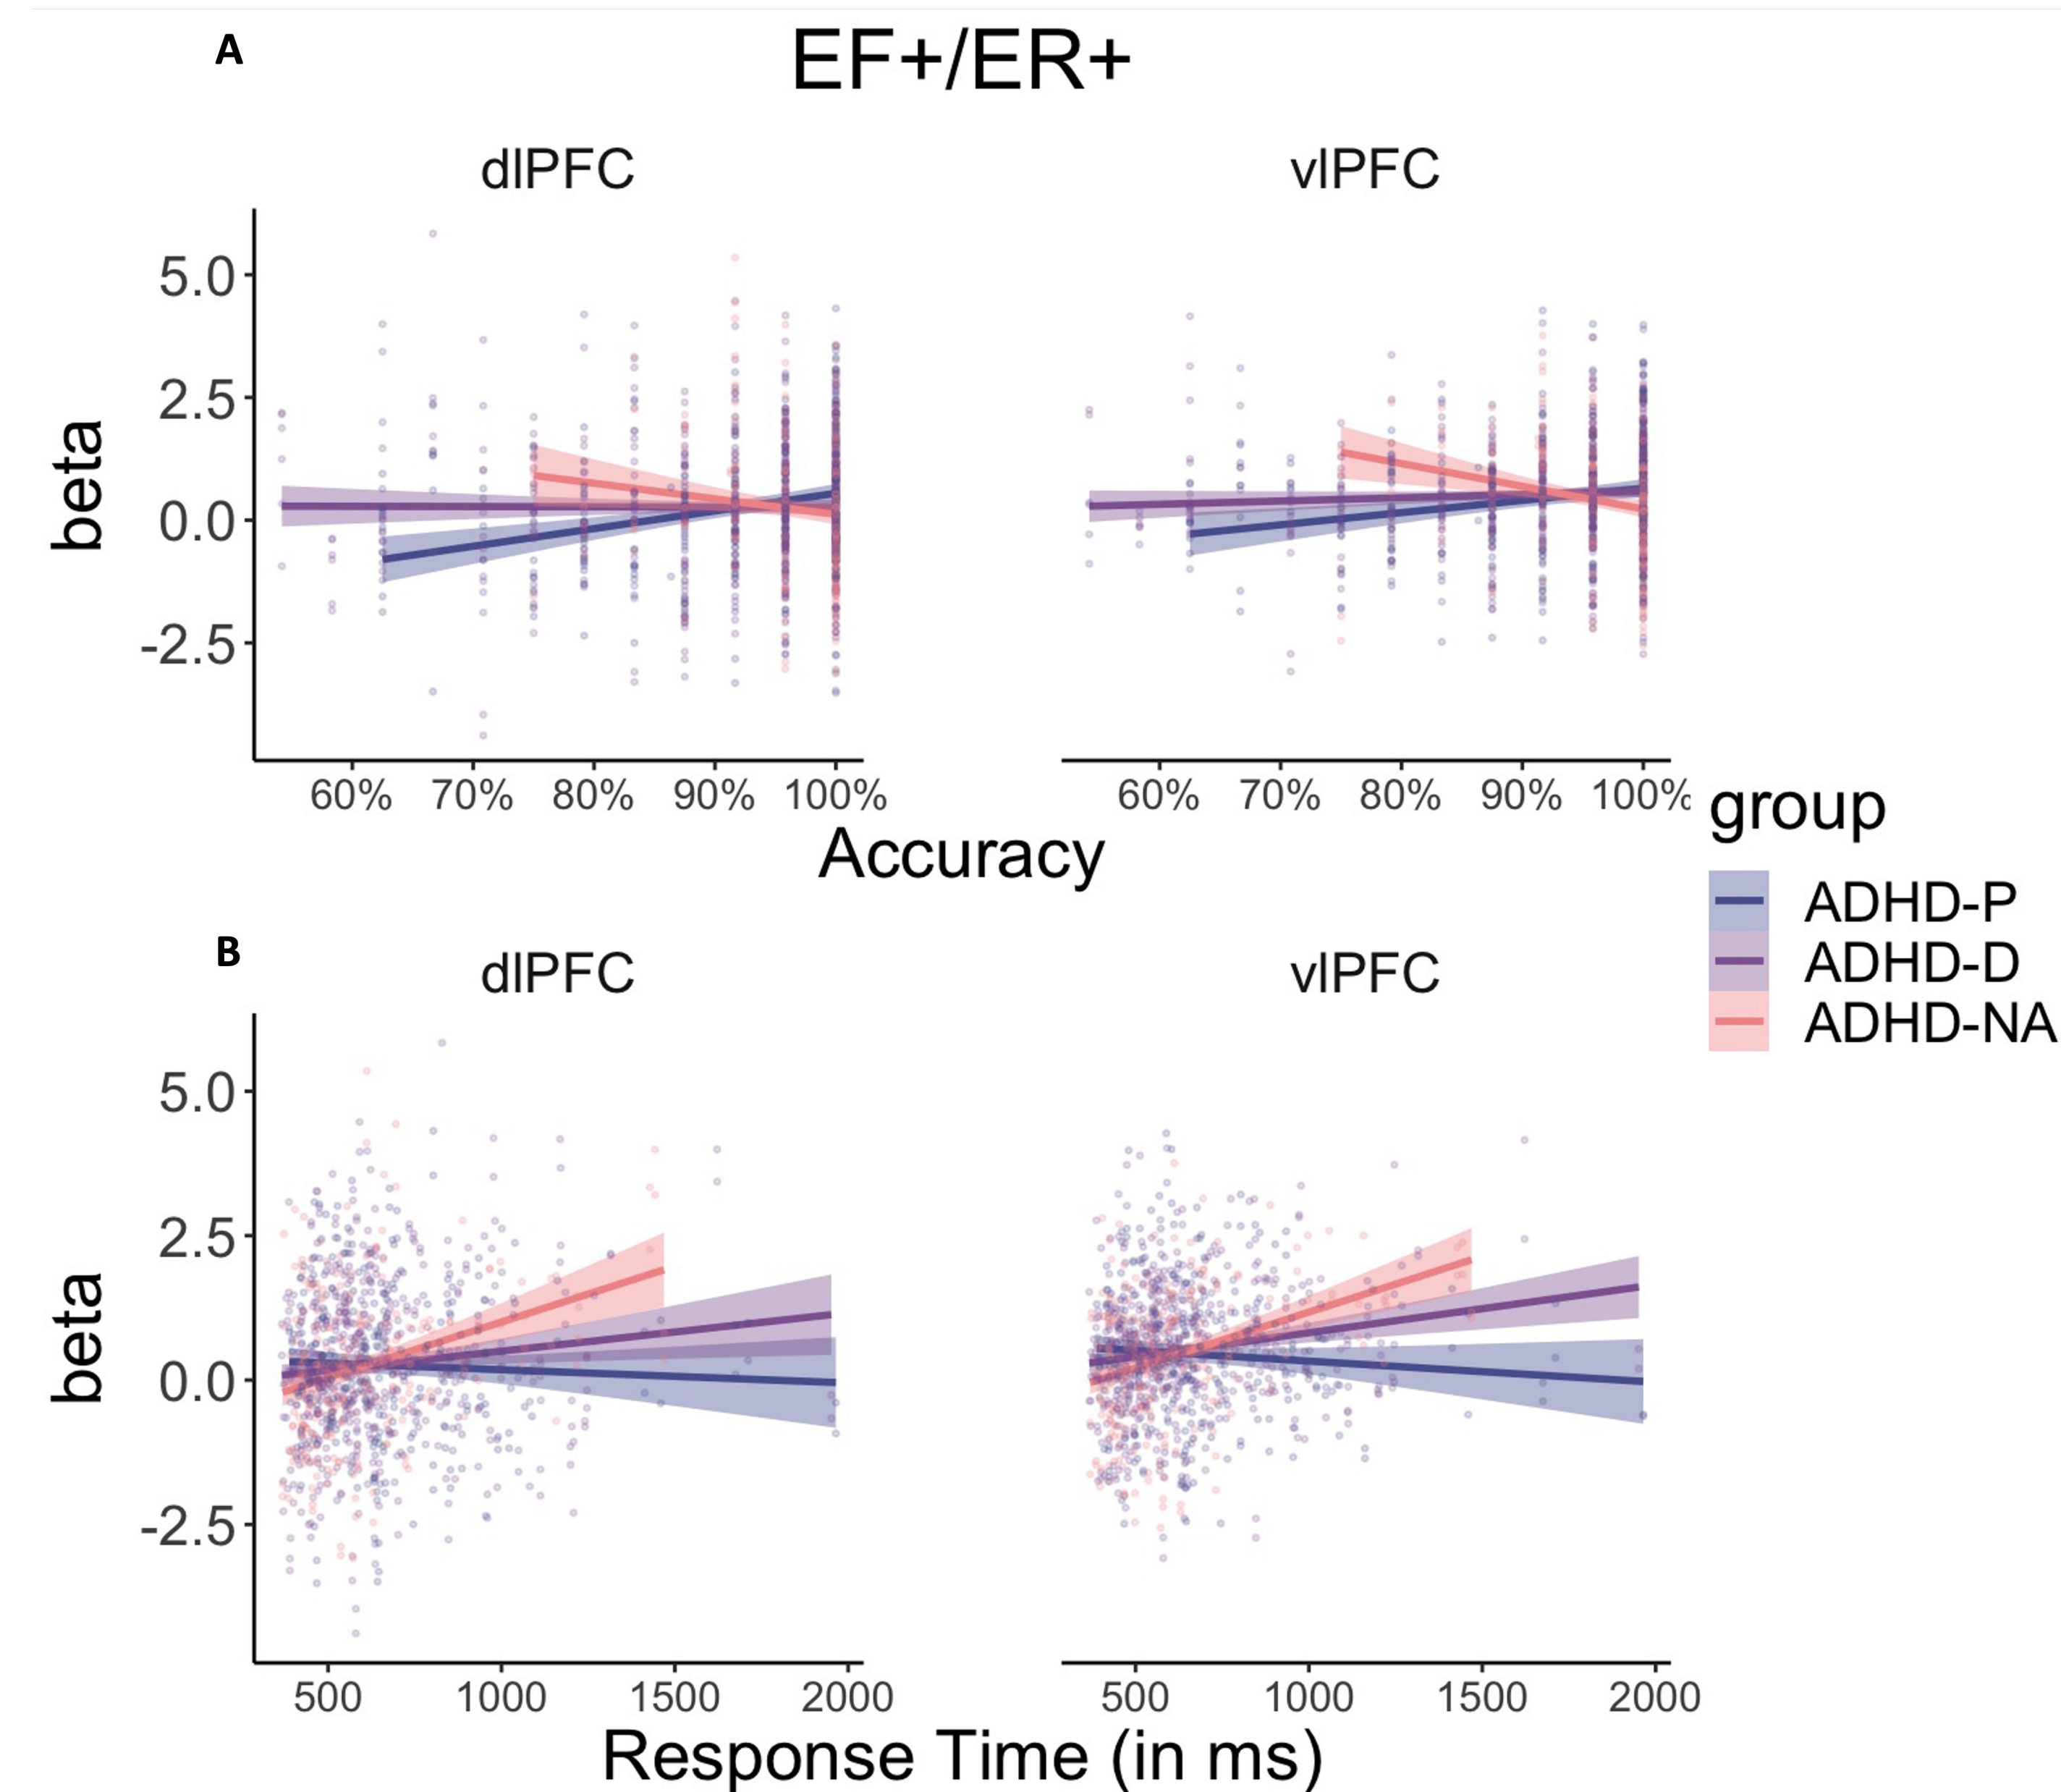 A
EF+/ER+
dlPFC
vlPFC
5.0
2.5
0.0
-2.5
beta
60% 70% 80% 90% 100%
60% 70% 80% 90% 100%
Accuracy
group
ADHD-P
ADHD-D
ADHD-NA
B
dlPFC
vlPFC
5.0
2.5
0.0
-2.5
beta
500 1000 1500 2000
500 1000 1500 2000
Response Time (in ms)